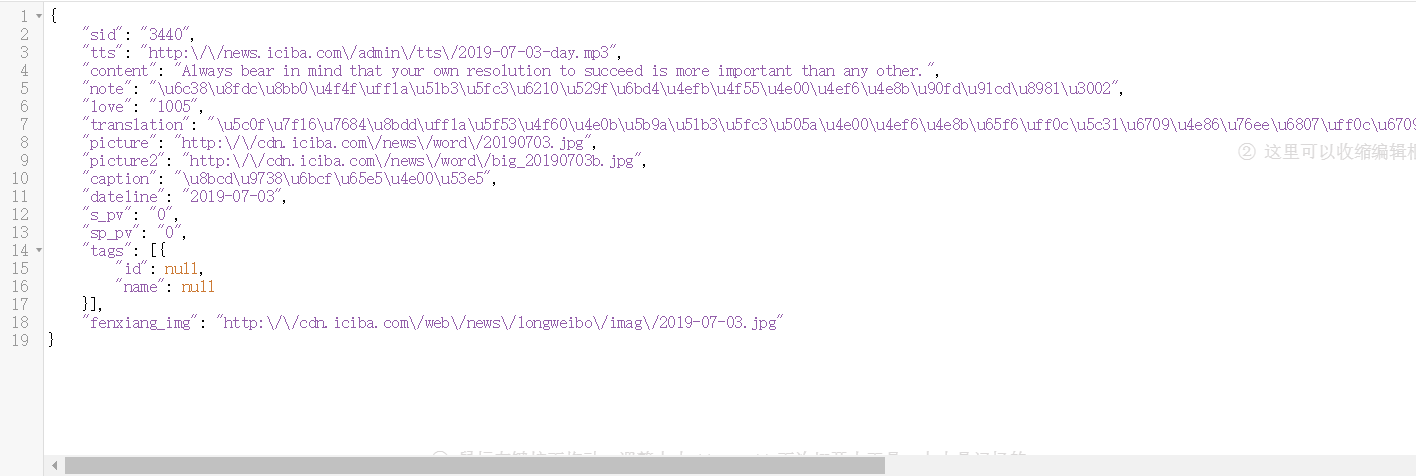 1 {
2 "sid": "3440",
3 "tts": "http:\/\/news.iciba.com\/admin\/tts\/2019-07-03-day.mp3",
4 "content": "Always bear in mind that your own resolution to succeed is more important than any other.",
5 "note": "\u6c38\u8fdc\u8bb0\u4f4f\uff1a\u51b3\u5fc3\u6210\u529f\u6bd4\u4efb\u4f55\u4e00\u4ef6\u4e8b\u90fd\u91cd\u8981\u3002",
6 "love": "1005",
7 "translation": "\u5c0f\u7f16\u7684\u8bdd\uff1a\u5f53\u4f60\u4e0b\u5b9a\u51b3\u5fc3\u505a\u4e00\u4ef6\u4e8b\u65f6\uff0c\u5c31\u6709\u4e86\u76ee\u6807\uff0c\u6709
8 "picture": "http:\/\/cdn.iciba.com\/news\/word\/20190703.jpg",
9 "picture2": "http:\/\/cdn.iciba.com\/news\/word\/big_20190703b.jpg",
② 这里可以收缩编辑框
10 "caption": "\u8bcd\u9738\u6bcf\u65e5\u4e00\u53e5",
11 "dateline": "2019-07-03",
12 "s_pv": "0",
13 "sp_pv": "0",
14 "tags": [{
15 "id": null,
16 "name": null
17 }],
18 "fenxiang_img": "http:\/\/cdn.iciba.com\/web\/news\/longweibo\/imag\/2019-07-03.jpg"
19 }